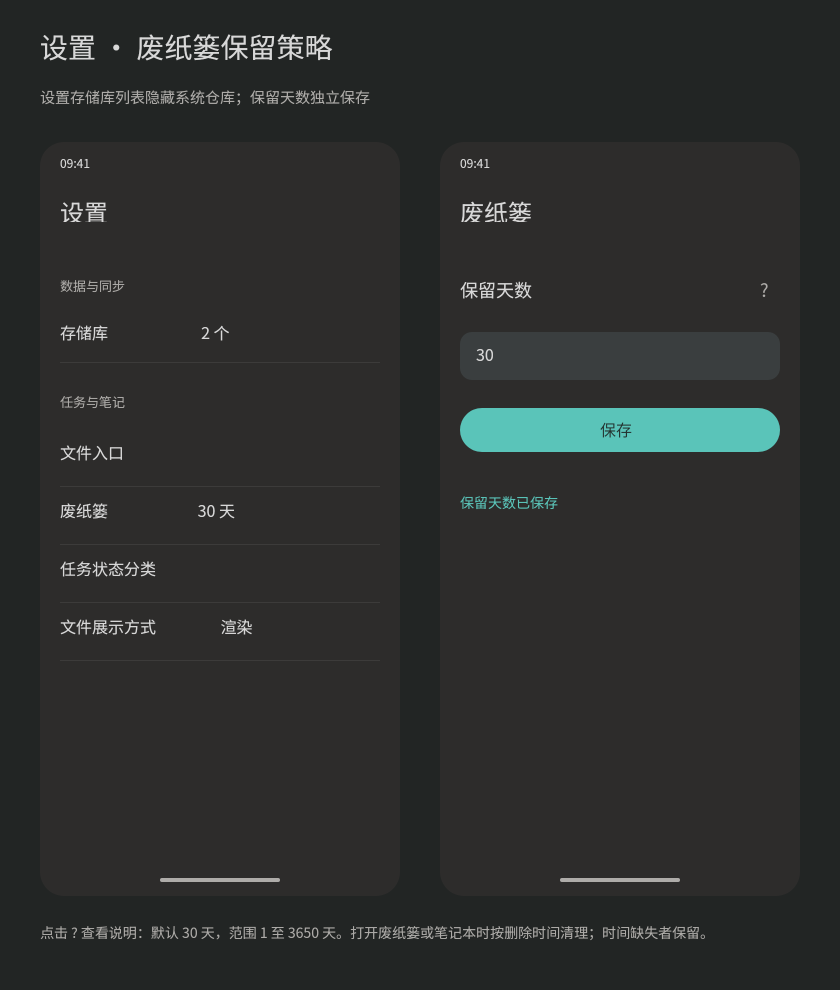 设置 · 废纸篓保留策略
设置存储库列表隐藏系统仓库；保留天数独立保存
09:41
设置
数据与同步
存储库 2 个
任务与笔记
文件入口
废纸篓 30 天
任务状态分类
文件展示方式 渲染
09:41
废纸篓
保留天数 ?
30
保存
保留天数已保存
点击 ? 查看说明：默认 30 天，范围 1 至 3650 天。打开废纸篓或笔记本时按删除时间清理；时间缺失者保留。